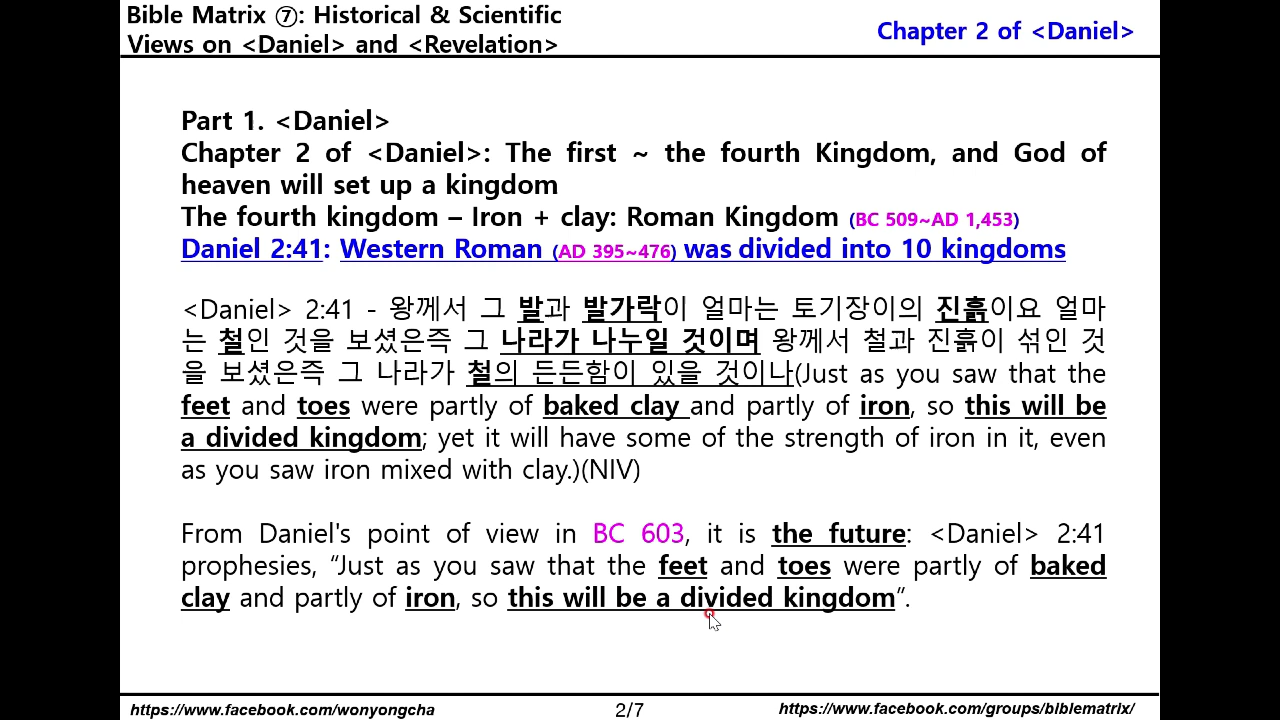 Bible Matrix ⑦: Historical & Scientific
Views on <Daniel> and <Revelation>
Chapter 2 of <Daniel>
Part 1. <Daniel>
Chapter 2 of <Daniel>: The first ~ the fourth Kingdom, and God of
heaven will set up a kingdom
The fourth kingdom – Iron + clay: Roman Kingdom (BC 509~AD 1,453)
Daniel 2:41: Western Roman (AD 395~476) was divided into 10 kingdoms
<Daniel> 2:41 - 왕께서 그 발과 발가락이 얼마는 토기장이의 진흙이요 얼마
는 철인 것을 보셨은즉 그 나라가 나누일 것이며 왕께서 철과 진흙이 섞인 것
을 보셨은즉 그 나라가 철의 든든함이 있을 것이나(Just as you saw that the
feet and toes were partly of baked clay and partly of iron, so this will be
a divided kingdom; yet it will have some of the strength of iron in it, even
as you saw iron mixed with clay.)(NIV)
From Daniel's point of view in BC 603, it is the future: <Daniel> 2:41
prophesies, “Just as you saw that the feet and toes were partly of baked
clay and partly of iron, so this will be a divided kingdom”.
https://www.facebook.com/wonyongcha
2/7
https://www.facebook.com/groups/biblematrix/